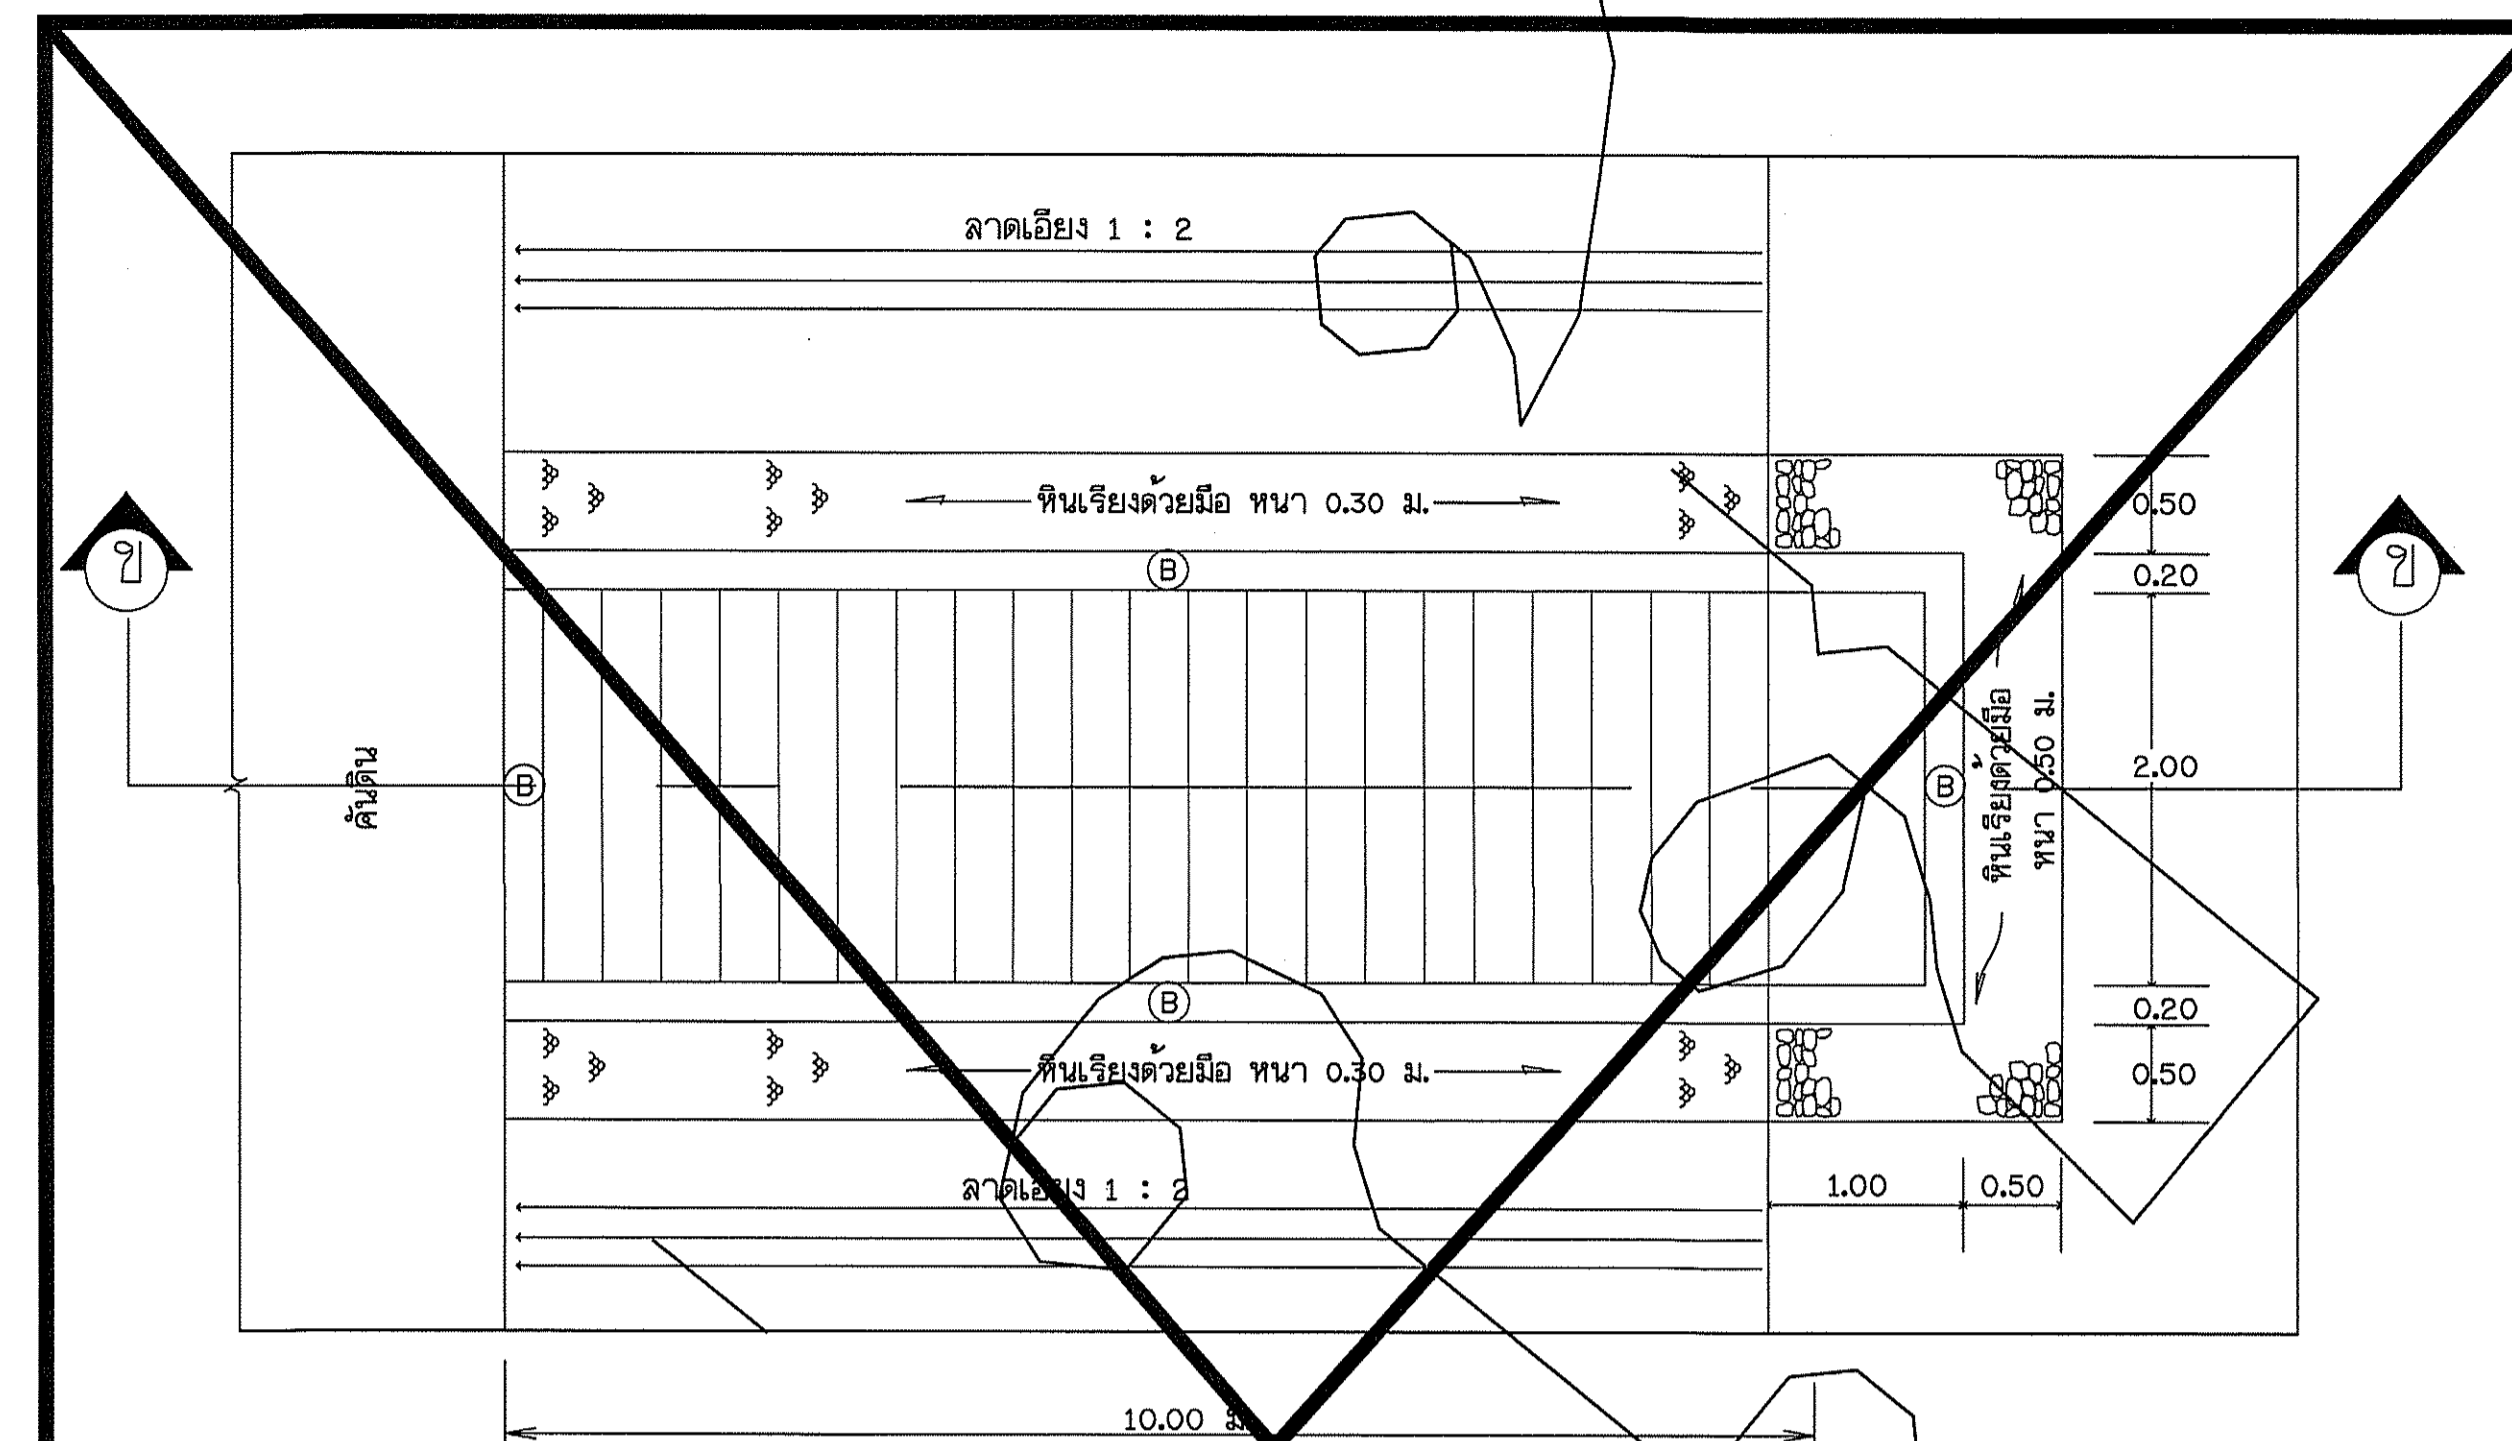 ลาดเอียง 1 : 2
หินเรียงด้วยมือ หนา 0.30 ม.
0.50
ข
ข
B
0.20
หินเรียงด้วยมือ
หนา 0.50 ม.
คันดิน
B
B
2.00
B
0.20
หินเรียงด้วยมือ หนา 0.30 ม.
0.50
ลาดเอียง 1 : 2
1.00
0.50
10.00 ม.